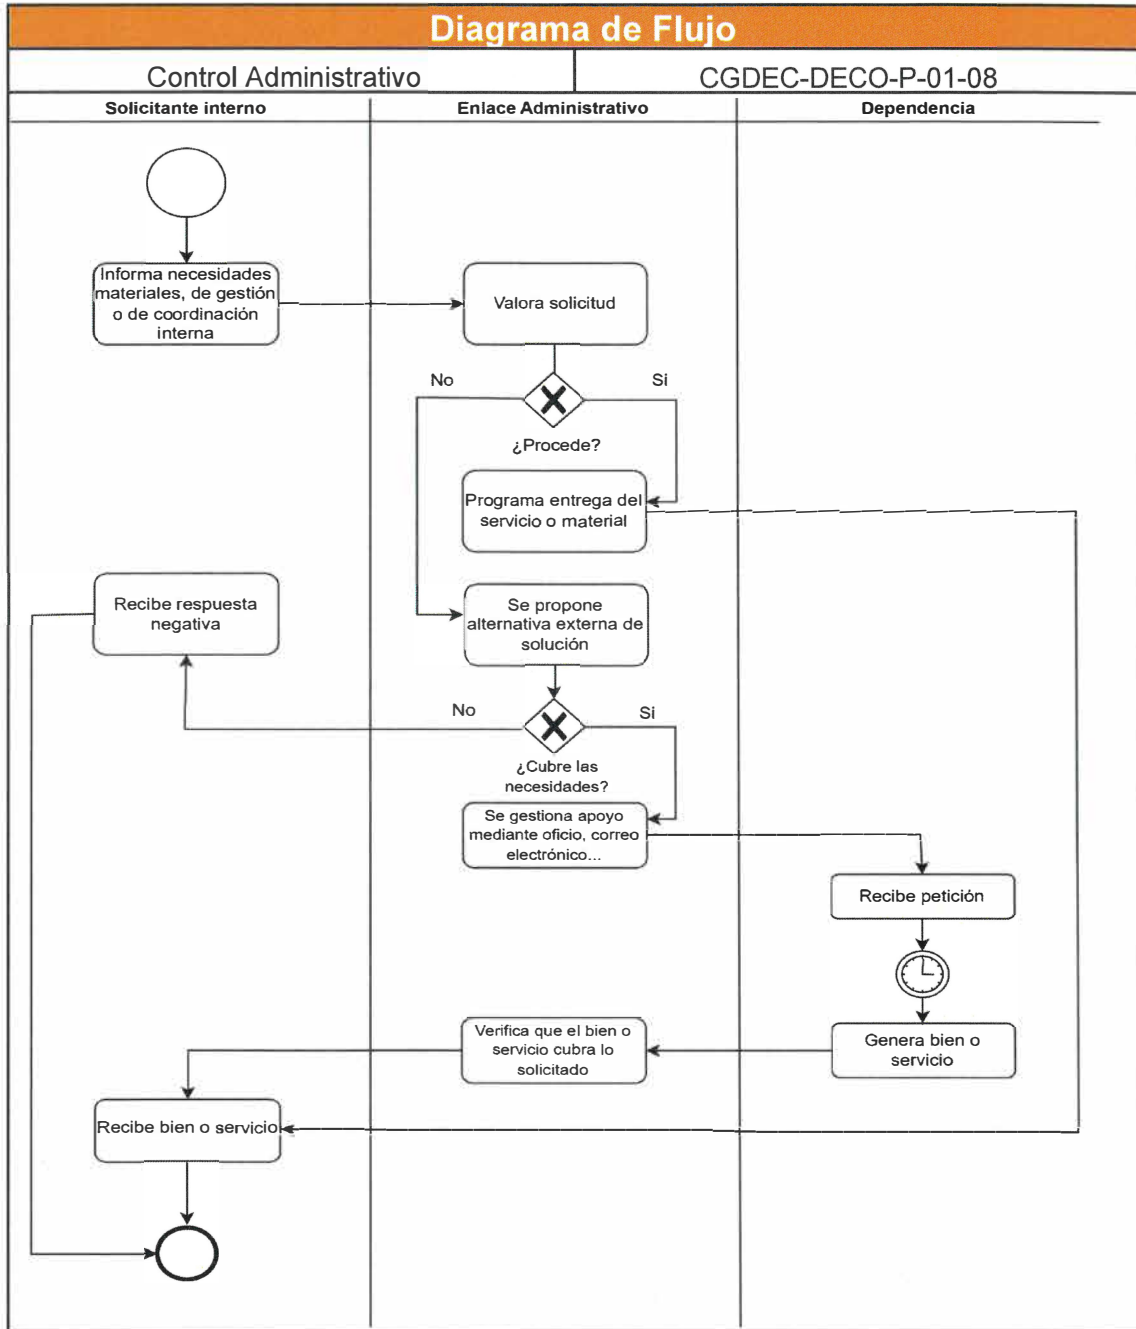 Diagrama de Flujo
Control Administrativo
CGDEC-DECO-P-01-08
Solicitante interno
Enlace Administrativo
Dependencia
Informa necesidades
materiales, de gestión
o de coordinación
interna
Valora solicitud
No
Si
¿Procede?
Programa entrega del
servicio o material
Recibe respuesta
negativa
Se propone
alternativa externa de
solución
No
Si
¿Cubre las
necesidades?
Se gestiona apoyo
mediante oficio, correo
electrónico...
Recibe petición
Genera bien o
servicio
Verifica que el bien o
servicio cubra lo
solicitado
Recibe bien o servicio